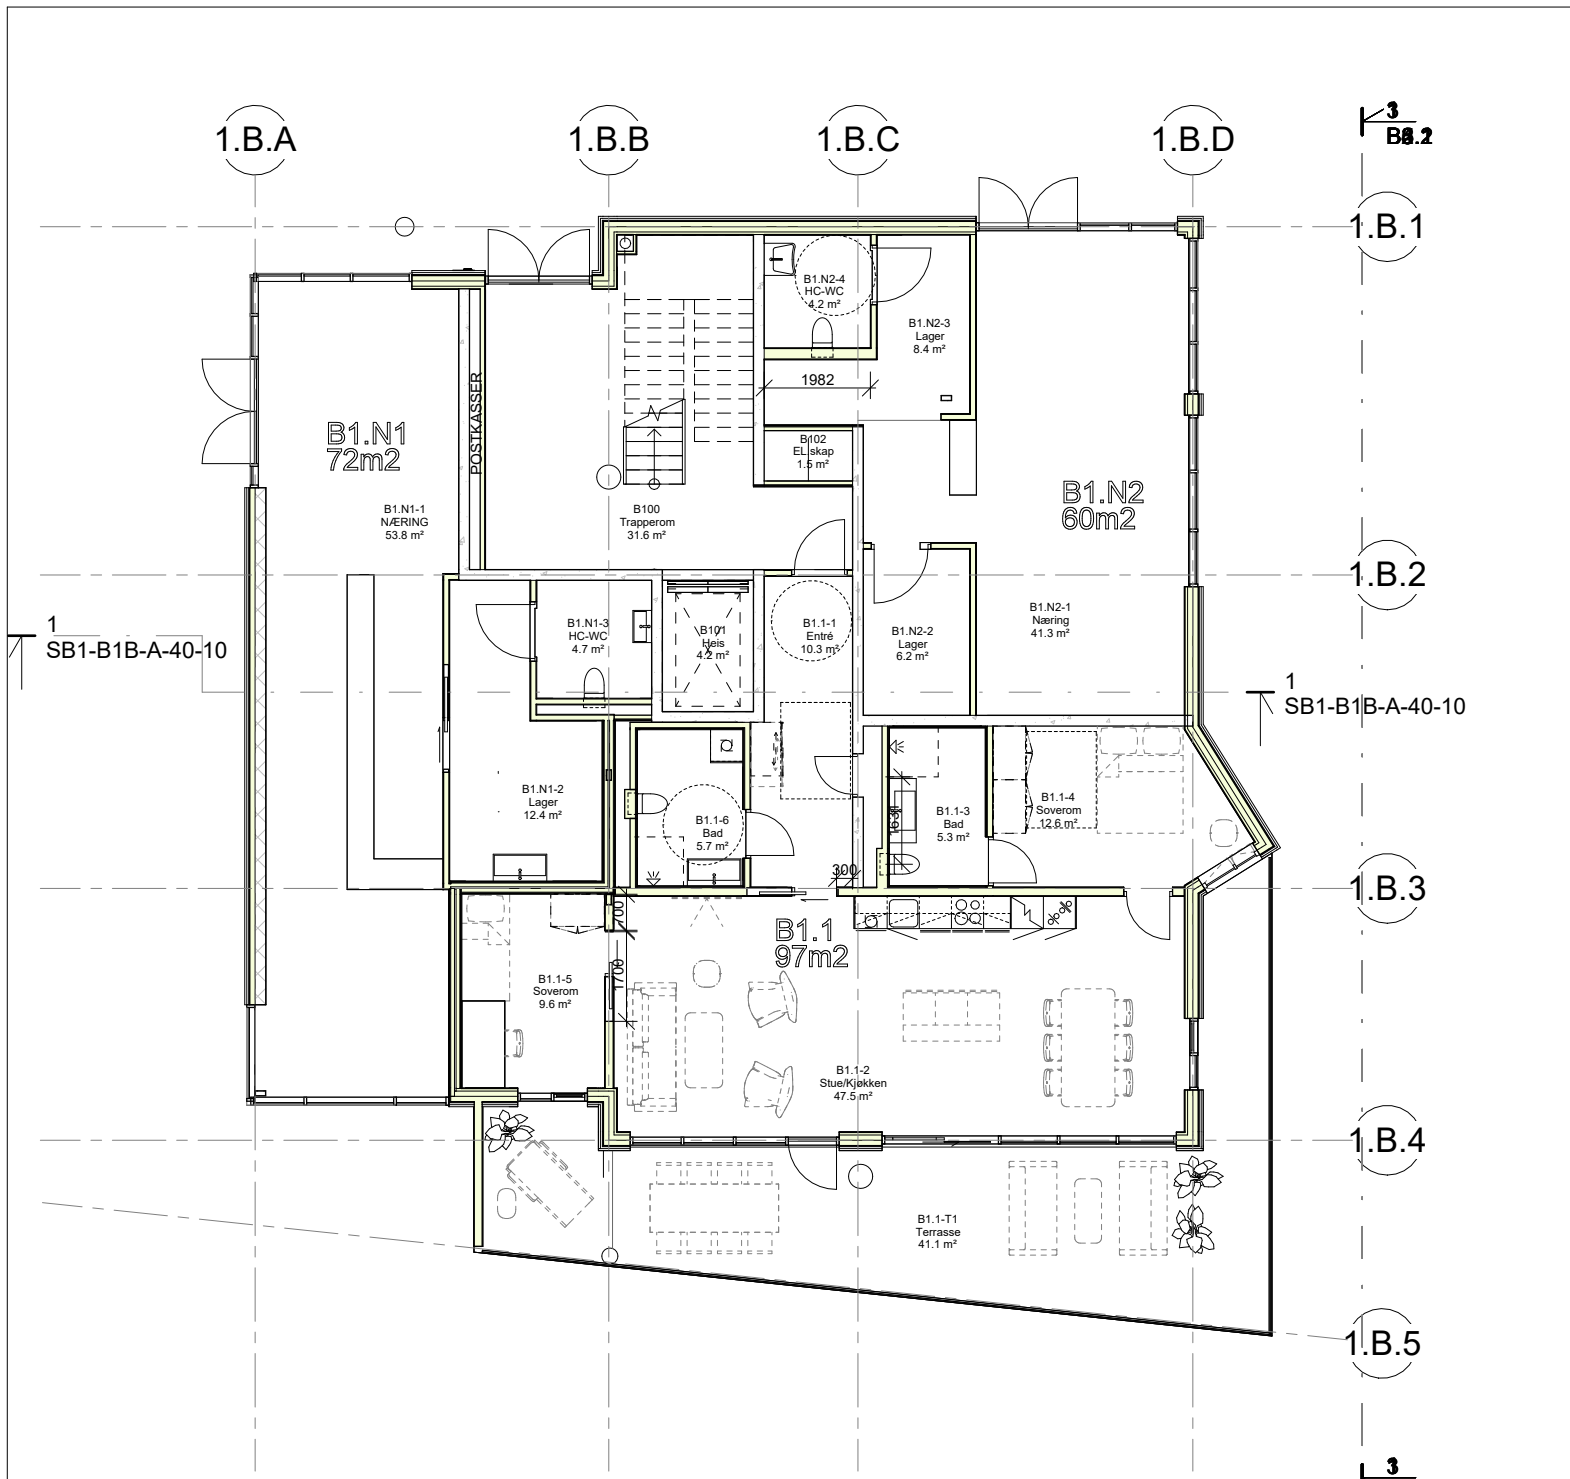 1.B.A
1.B.B
1.B.C
1.B.D
3
1.B.1
B1.N2-4
HC-WC
4.2 m²
B1.N2-3
Lager
8.4 m²
1982
POSTKASSER
B1.N1
72m2
B102
EL skap
1.5 m²
B1.N2
60m2
B1.N1-1
NÆRING
53.8 m²
B100
Trapperom
31.6 m²
1.B.2
1
SB1-B1B-A-40-10
B1.N1-3
HC-WC
4.7 m²
B101
Heis
4.2 m²
B1.1-1
Entré
10.3 m²
B1.N2-2
Lager
6.2 m²
B1.N2-1
Næring
41.3 m²
1
SB1-B1B-A-40-10
B1.N1-2
Lager
12.4 m²
B1.1-6
Bad
5.7 m²
B1.1-3
Bad
5.3 m²
B1.1-4
Soverom
12.6 m²
300
1.B.3
700
B1.1
97m2
B1.1-5
Soverom
9.6 m²
1700
B1.1-2
Stue/Kjøkken
47.5 m²
1.B.4
B1.1-T1
Terrasse
41.1 m²
1.B.5
3